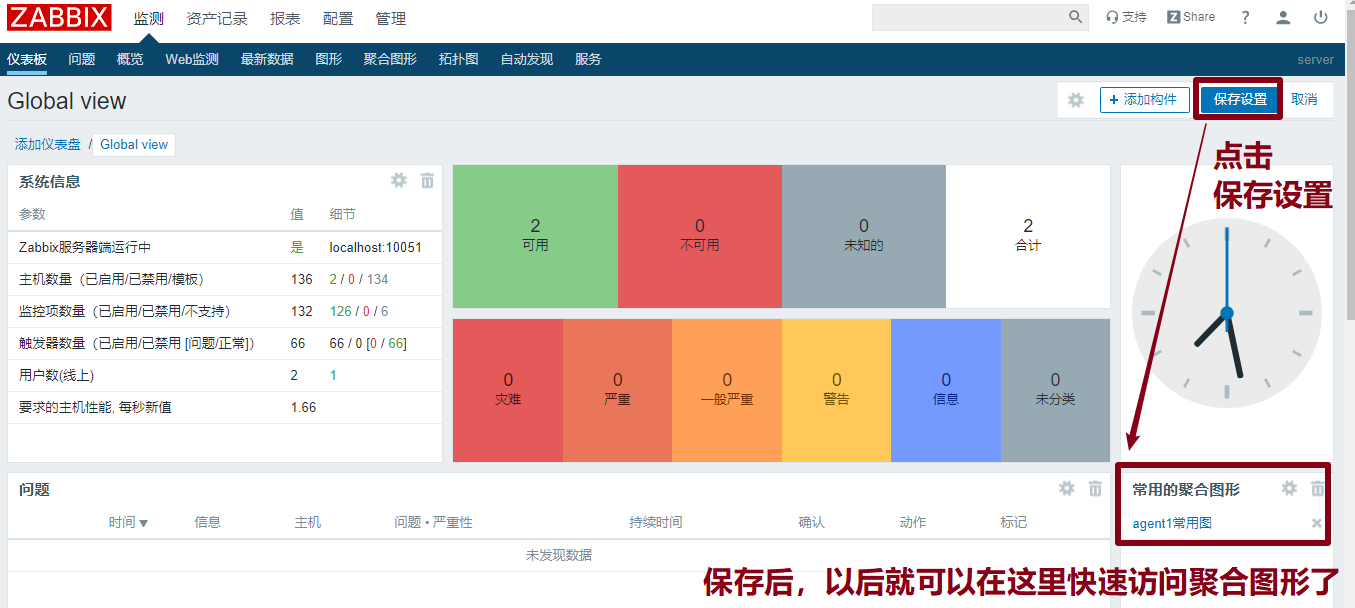 ZABBIX 监测 资产记录 报表 配置 管理 支持 Z Share ?
仪表板 问题 概览 Web监测 最新数据 图形 聚合图形 拓扑图 自动发现 服务 server
Global view + 添加构件 保存设置 取消
添加仪表盘 / Global view
点击
保存设置
系统信息
参数 值 细节
Zabbix服务器端运行中 是 localhost:10051
主机数量（已启用/已禁用/模板） 136 2 / 0 / 134
监控项数量（已启用/已禁用/不支持） 132 126 / 0 / 6
触发器数量（已启用/已禁用 [问题/正常]） 66 66 / 0 [0 / 66]
用户数(线上) 2 1
要求的主机性能, 每秒新值 1.66
2 0 0 2
可用 不可用 未知的 合计
0 0 0 0 0 0
灾难 严重 一般严重 警告 信息 未分类
问题
时间▼ 信息 主机 问题 • 严重性 持续时间 确认 动作 标记
未发现数据
常用的聚合图形
agent1常用图
保存后，以后就可以在这里快速访问聚合图形了